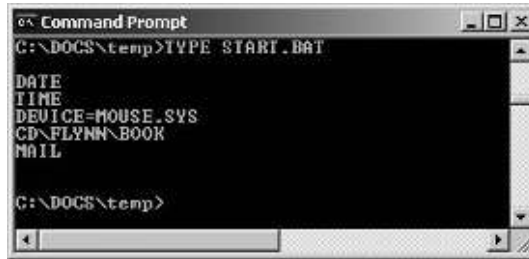 Command Prompt
C:\DOCS\temp>TYPE START.BAT
DATE
TIME
DEVICE=MOUSE.SYS
CD\FLYNN\BOOK
MAIL
C:\DOCS\temp>